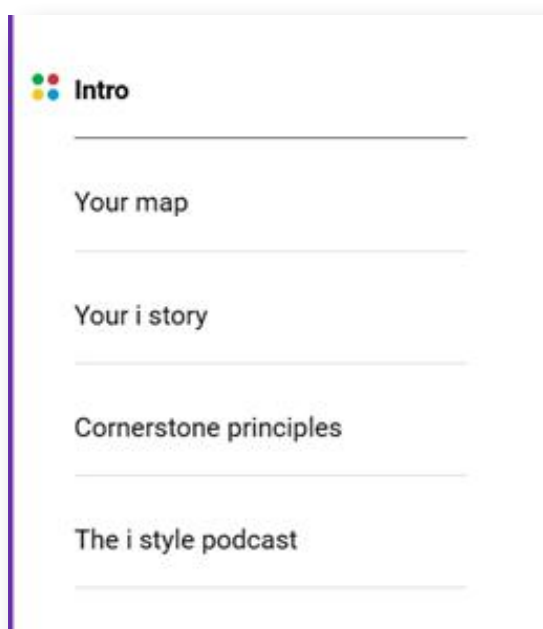 Intro
Your map
Your i story
Cornerstone principles
The i style podcast